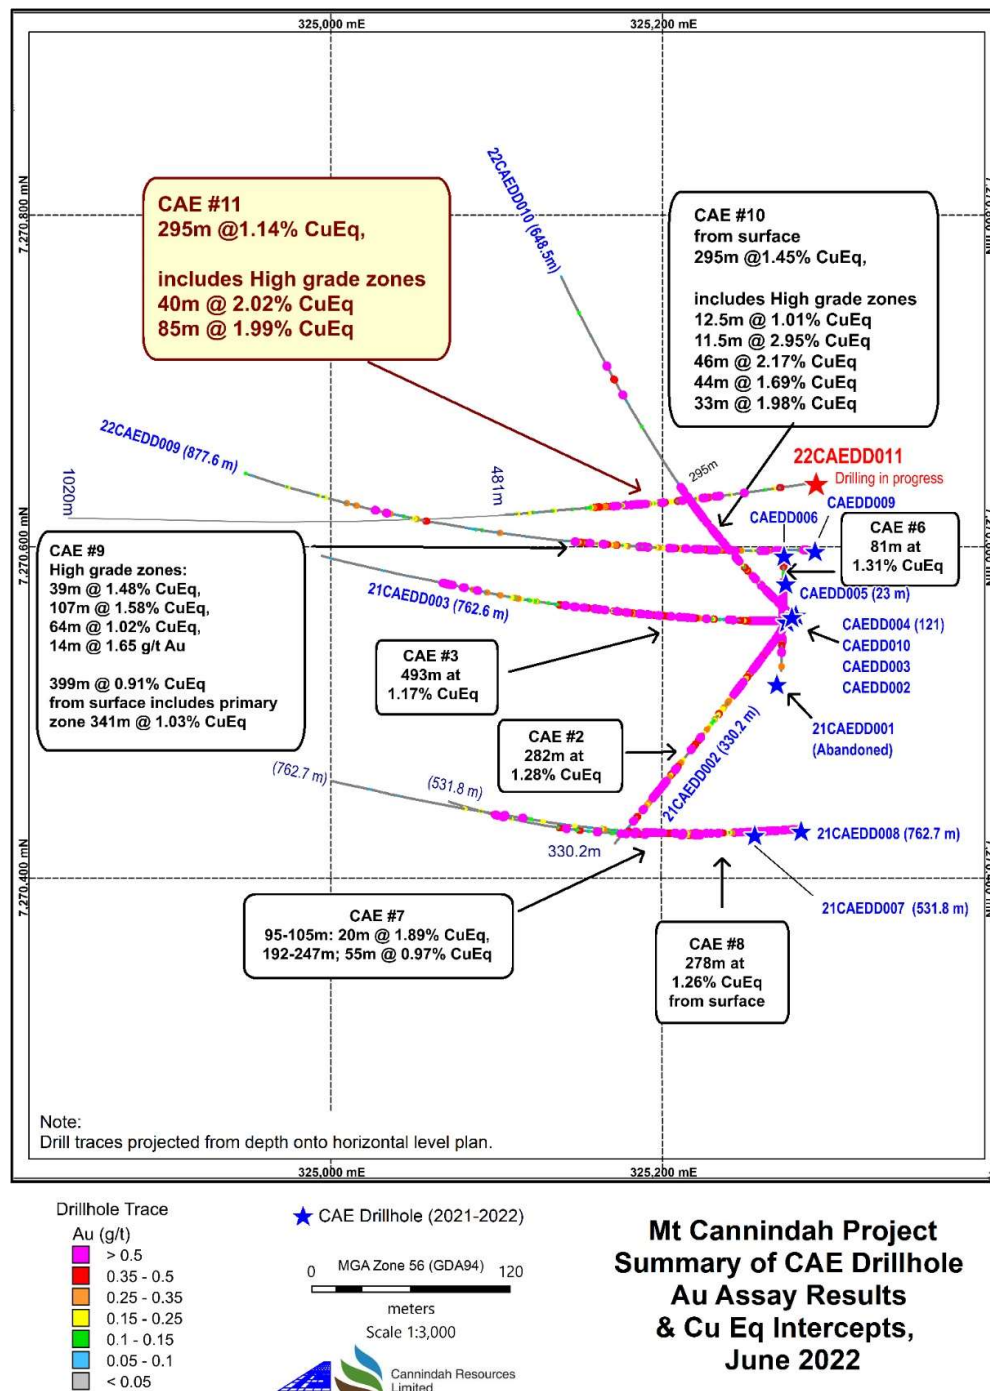 325,000 mE
325,200 mE
7,270,800 mN
22CAEDD010 (648.5m)
CAE #11
295m @1.14% CuEq,
includes High grade zones
40m @ 2.02% CuEq
85m @ 1.99% CuEq
CAE #10
from surface
295m @1.45% CuEq,
includes High grade zones
12.5m @ 1.01% CuEq
11.5m @ 2.95% CuEq
46m @ 2.17% CuEq
44m @ 1.69% CuEq
33m @ 1.98% CuEq
22CAEDD009 (877.6 m)
1020m
481m
295m
22CAEDD011
Drilling in progress
CAEDD009
CAEDD006
7,270,600 mN
CAE #6
81m at
1.31% CuEq
CAE #9
High grade zones:
39m @ 1.48% CuEq,
107m @ 1.58% CuEq,
64m @ 1.02% CuEq,
14m @ 1.65 g/t Au
399m @ 0.91% CuEq
from surface includes primary
zone 341m @ 1.03% CuEq
21CAEDD003 (762.6 m)
CAEDD005 (23 m)
CAEDD004 (121)
CAEDD010
CAEDD003
CAEDD002
CAE #3
493m at
1.17% CuEq
21CAEDD001
(Abandoned)
CAE #2
282m at
1.28% CuEq
21CAEDD002 (330.2 m)
(762.7 m)
(531.8 m)
330.2m
21CAEDD008 (762.7 m)
7,270,400 mN
21CAEDD007 (531.8 m)
CAE #7
95-105m: 20m @ 1.89% CuEq,
192-247m; 55m @ 0.97% CuEq
CAE #8
278m at
1.26% CuEq
from surface
Note:
Drill traces projected from depth onto horizontal level plan.
325,000 mE
325,200 mE
Drillhole Trace
Au (g/t)
> 0.5
0.35 - 0.5
0.25 - 0.35
0.15 - 0.25
0.1 - 0.15
0.05 - 0.1
< 0.05
CAE Drillhole (2021-2022)
MGA Zone 56 (GDA94)
0
120
meters
Scale 1:3,000
Cannindah Resources
Limited
Mt Cannindah Project
Summary of CAE Drillhole
Au Assay Results
& Cu Eq Intercepts,
June 2022